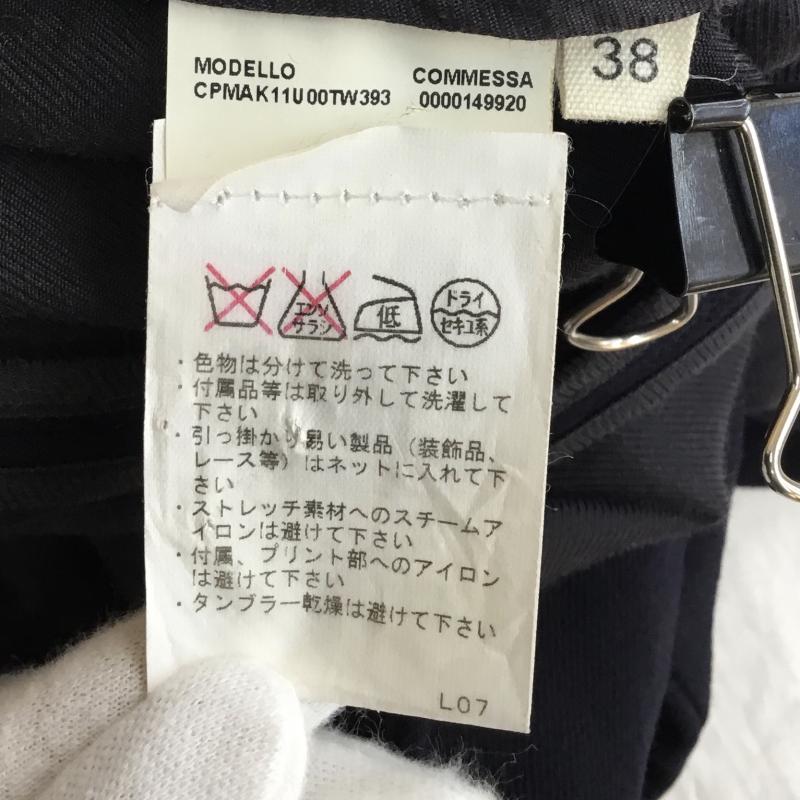 MODELLO COMMESSA 38
CPMAK11U00TW393 0000149920
エンソ サラシ 低 ドライ セキユ系
・色物は分けて洗って下さい
・付属品等は取り外して洗濯して
下さい
・引っ掛かり易い製品（装飾品、
レース等）はネットに入れて下
さい
・ストレッチ素材へのスチームア
イロンは避けて下さい
・付属、プリント部へのアイロン
は避けて下さい
・タンブラー乾燥は避けて下さい
L07